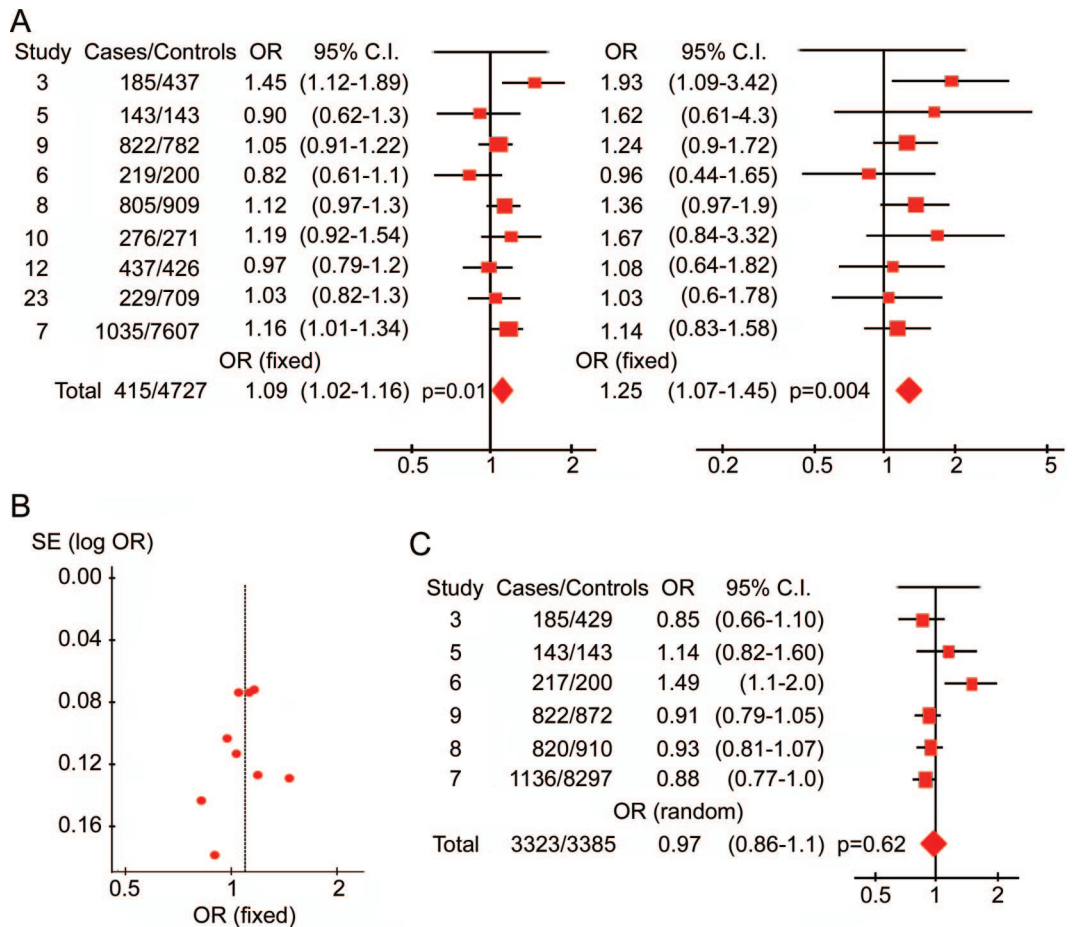 A
Study Cases/Controls OR 95% C.I. OR 95% C.I.
3 185/437 1.45 (1.12-1.89) 1.93 (1.09-3.42)
5 143/143 0.90 (0.62-1.3) 1.62 (0.61-4.3)
9 822/782 1.05 (0.91-1.22) 1.24 (0.9-1.72)
6 219/200 0.82 (0.61-1.1) 0.96 (0.44-1.65)
8 805/909 1.12 (0.97-1.3) 1.36 (0.97-1.9)
10 276/271 1.19 (0.92-1.54) 1.67 (0.84-3.32)
12 437/426 0.97 (0.79-1.2) 1.08 (0.64-1.82)
23 229/709 1.03 (0.82-1.3) 1.03 (0.6-1.78)
7 1035/7607 1.16 (1.01-1.34) 1.14 (0.83-1.58)
OR (fixed) OR (fixed)
Total 415/4727 1.09 (1.02-1.16) p=0.01 1.25 (1.07-1.45) p=0.004
0.5 1 2 0.2 0.5 1 2 5
B
SE (log OR)
0.00
0.04
0.08
0.12
0.16
0.5 1 2
OR (fixed)
C
Study Cases/Controls OR 95% C.I.
3 185/429 0.85 (0.66-1.10)
5 143/143 1.14 (0.82-1.60)
6 217/200 1.49 (1.1-2.0)
9 822/872 0.91 (0.79-1.05)
8 820/910 0.93 (0.81-1.07)
7 1136/8297 0.88 (0.77-1.0)
OR (random)
Total 3323/3385 0.97 (0.86-1.1) p=0.62
0.5 1 2